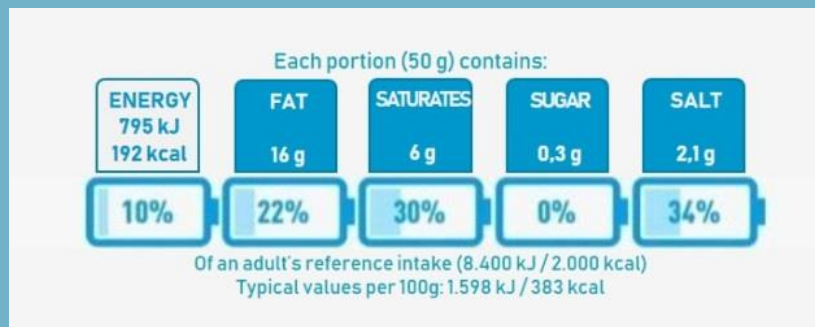 Each portion (50 g) contains:
ENERGY FAT SATURATES SUGAR SALT
795 kJ
192 kcal 16 g 6 g 0,3 g 2,1 g
10% 22% 30% 0% 34%
Of an adult's reference intake (8.400 kJ / 2.000 kcal)
Typical values per 100g: 1.598 kJ / 383 kcal